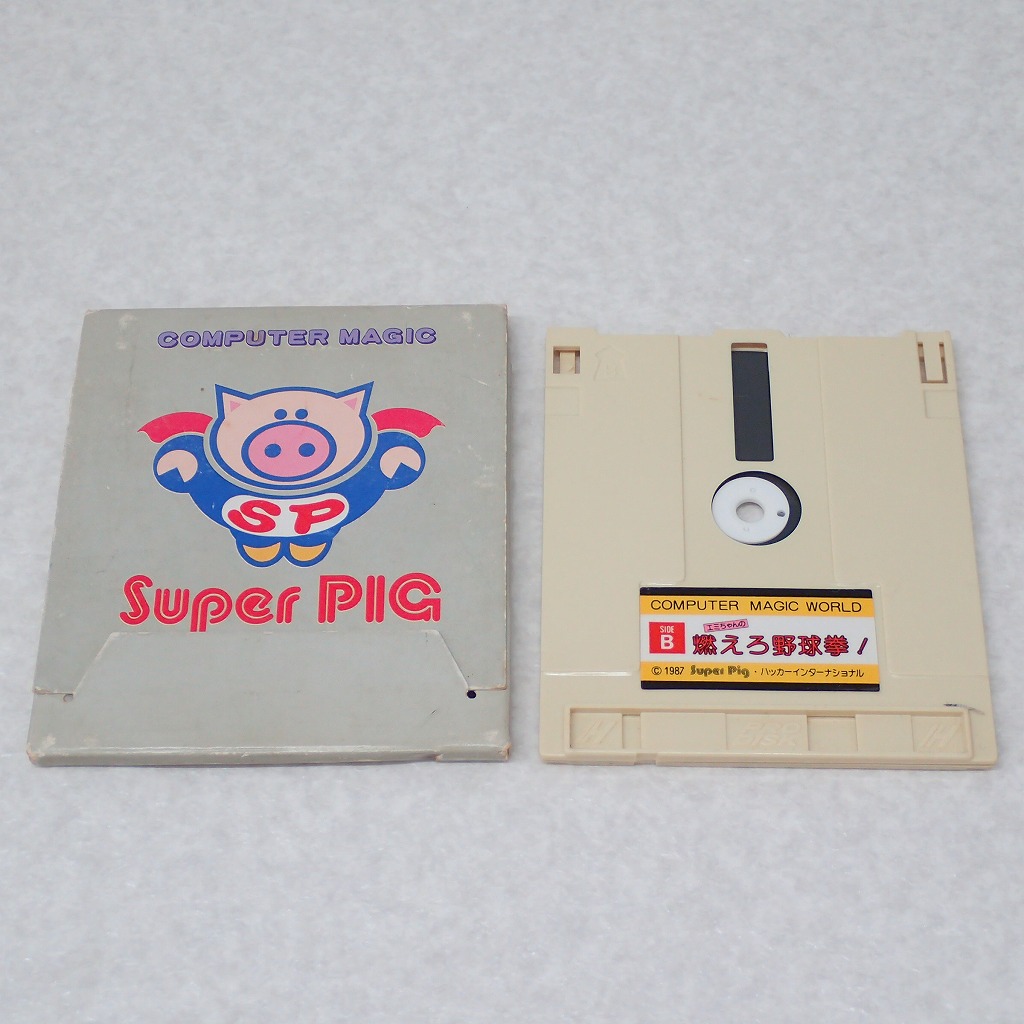 COMPUTER MAGIC
SP
Super PIG
COMPUTER MAGIC WORLD
SIDE
B
エミちゃんの
燃えろ野球拳!
© 1987 Super Pig・ハッカーインターナショナル